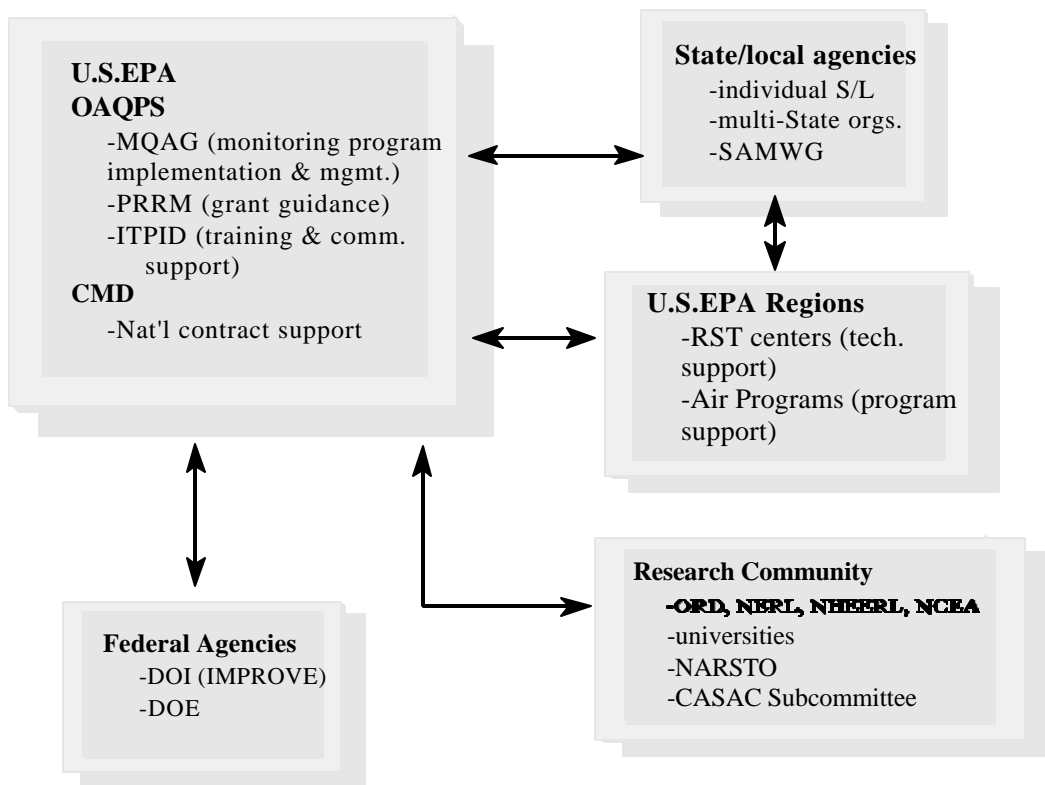 U.S.EPA
OAQPS
-MQAG (monitoring program
implementation & mgmt.)
-PRRM (grant guidance)
-ITPID (training & comm.
support)
CMD
-Nat'l contract support
State/local agencies
-individual S/L
-multi-State orgs.
-SAMWG
U.S.EPA Regions
-RST centers (tech.
support)
-Air Programs (program
support)
Federal Agencies
-DOI (IMPROVE)
-DOE
Research Community
-ORD, NERL, NHEERL, NCEA
-universities
-NARSTO
-CASAC Subcommittee